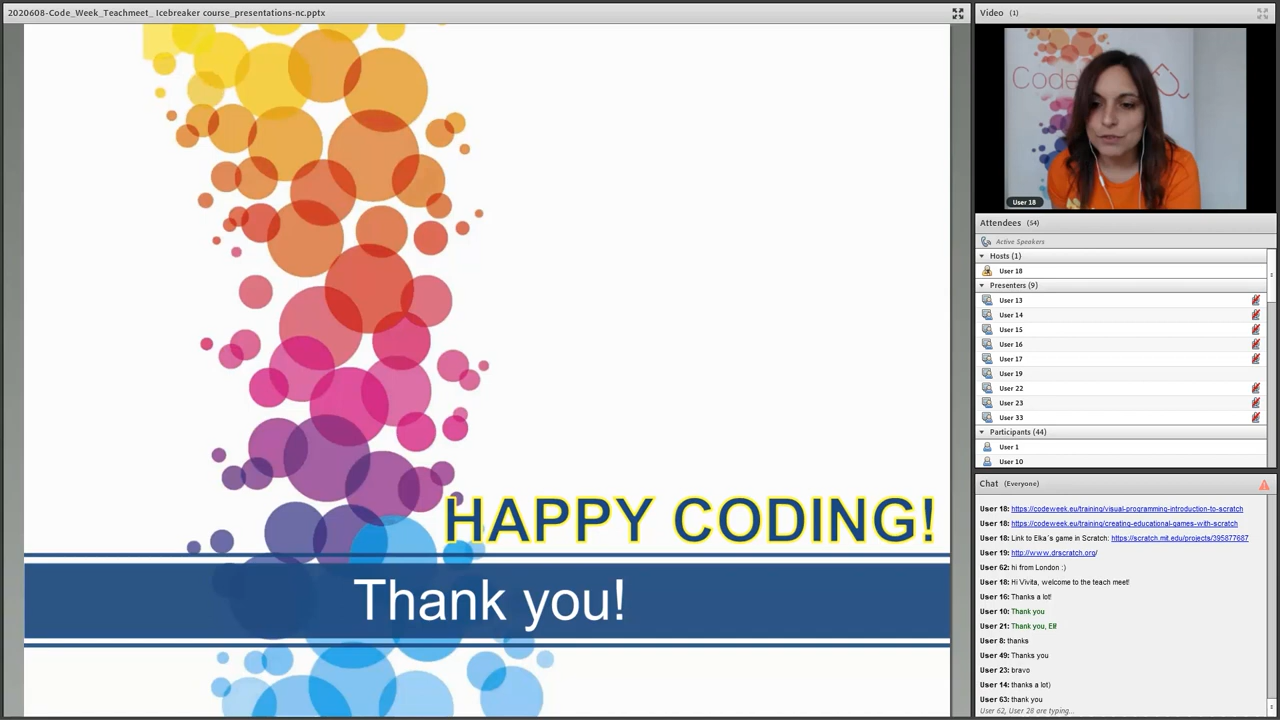 2020608-Code_Week_Teachmeet_ Icebreaker course_presentations-nc.pptx
HAPPY CODING!
Thank you!
Video (1)
Code
User 18
Attendees (54)
Active Speakers
Hosts (1)
User 18
Presenters (9)
User 13
User 14
User 15
User 16
User 17
User 19
User 22
User 23
User 33
Participants (44)
User 1
User 10
Chat (Everyone)
User 18: https://codeweek.eu/training/visual-programming-introduction-to-scratch
User 18: https://codeweek.eu/training/creating-educational-games-with-scratch
User 18: Link to Elka´s game in Scratch: https://scratch.mit.edu/projects/395877687
User 19: http://www.drscratch.org/
User 62: hi from London :)
User 18: Hi Vivita, welcome to the teach meet!
User 16: Thanks a lot!
User 10: Thank you
User 21: Thank you, Elif
User 8: thanks
User 49: Thanks you
User 23: bravo
User 14: thanks a lot)
User 63: thank you
User 62, User 28 are typing...